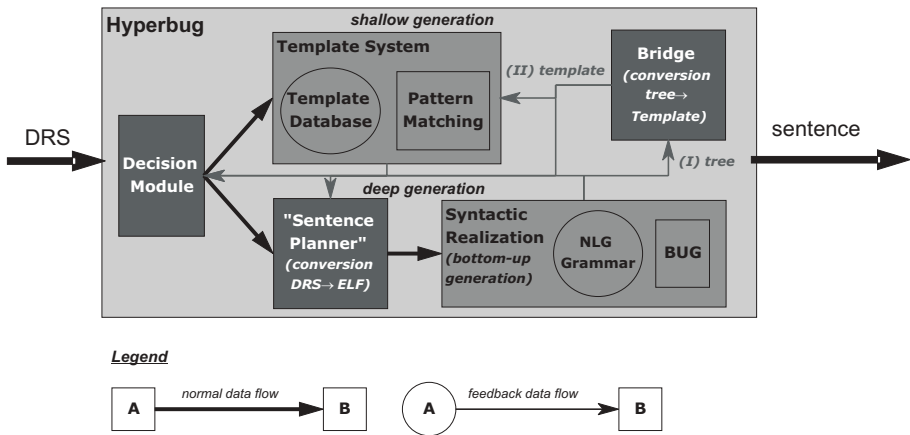 shallow generation
Hyperbug
Template System
Template
Database
Pattern
Matching
(II) template
Bridge
(conversion
tree→
Template)
DRS
sentence
Decision
Module
(I) tree
deep generation
"Sentence
Planner"
(conversion
DRS→ ELF)
Syntactic
Realization
(bottom-up
generation)
NLG
Grammar
BUG
Legend
A
normal data flow
B
A
feedback data flow
B